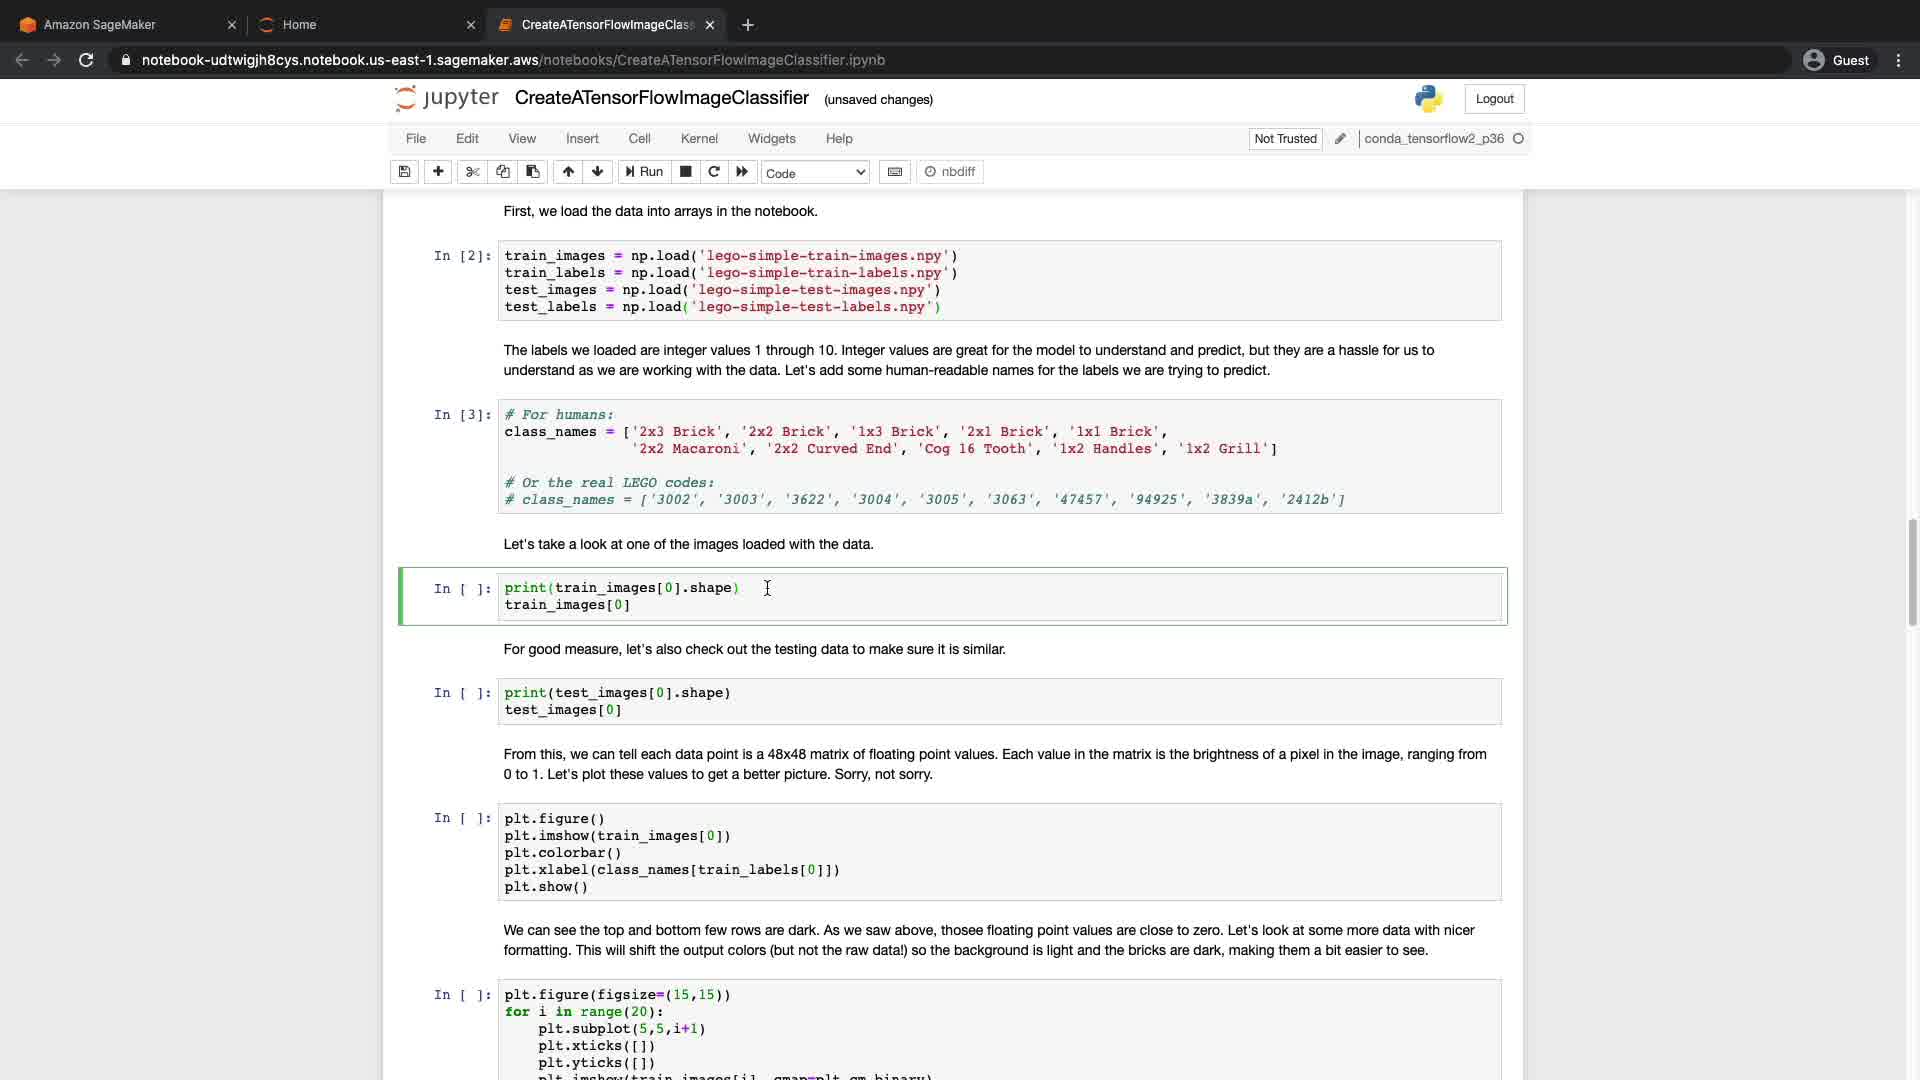 Amazon SageMaker
Home
CreateATensorFlowImageClas
notebook-udtwigjh8cys.notebook.us-east-1.sagemaker.aws/notebooks/CreateATensorFlowImageClassifier.ipynb
Guest
jupyter CreateATensorFlowImageClassifier (unsaved changes)
Logout
File Edit View Insert Cell Kernel Widgets Help
Not Trusted
conda_tensorflow2_p36
Run
Code
nbdiff
First, we load the data into arrays in the notebook.
In [2]: train_images = np.load('lego-simple-train-images.npy')
train_labels = np.load('lego-simple-train-labels.npy')
test_images = np.load('lego-simple-test-images.npy')
test_labels = np.load('lego-simple-test-labels.npy')
The labels we loaded are integer values 1 through 10. Integer values are great for the model to understand and predict, but they are a hassle for us to
understand as we are working with the data. Let's add some human-readable names for the labels we are trying to predict.
In [3]: # For humans:
class_names = ['2x3 Brick', '2x2 Brick', '1x3 Brick', '2x1 Brick', '1x1 Brick',
'2x2 Macaroni', '2x2 Curved End', 'Cog 16 Tooth', '1x2 Handles', '1x2 Grill']
# Or the real LEGO codes:
# class_names = ['3002', '3003', '3622', '3004', '3005', '3063', '47457', '94925', '3839a', '2412b']
Let's take a look at one of the images loaded with the data.
In [ ]: print(train_images[0].shape)
train_images[0]
For good measure, let's also check out the testing data to make sure it is similar.
In [ ]: print(test_images[0].shape)
test_images[0]
From this, we can tell each data point is a 48x48 matrix of floating point values. Each value in the matrix is the brightness of a pixel in the image, ranging from
0 to 1. Let's plot these values to get a better picture. Sorry, not sorry.
In [ ]: plt.figure()
plt.imshow(train_images[0])
plt.colorbar()
plt.xlabel(class_names[train_labels[0]])
plt.show()
We can see the top and bottom few rows are dark. As we saw above, thosee floating point values are close to zero. Let's look at some more data with nicer
formatting. This will shift the output colors (but not the raw data!) so the background is light and the bricks are dark, making them a bit easier to see.
In [ ]: plt.figure(figsize=(15,15))
for i in range(20):
plt.subplot(5,5,i+1)
plt.xticks([])
plt.yticks([])
plt.imshow(train_images[i], cmap=plt.cm.binary)